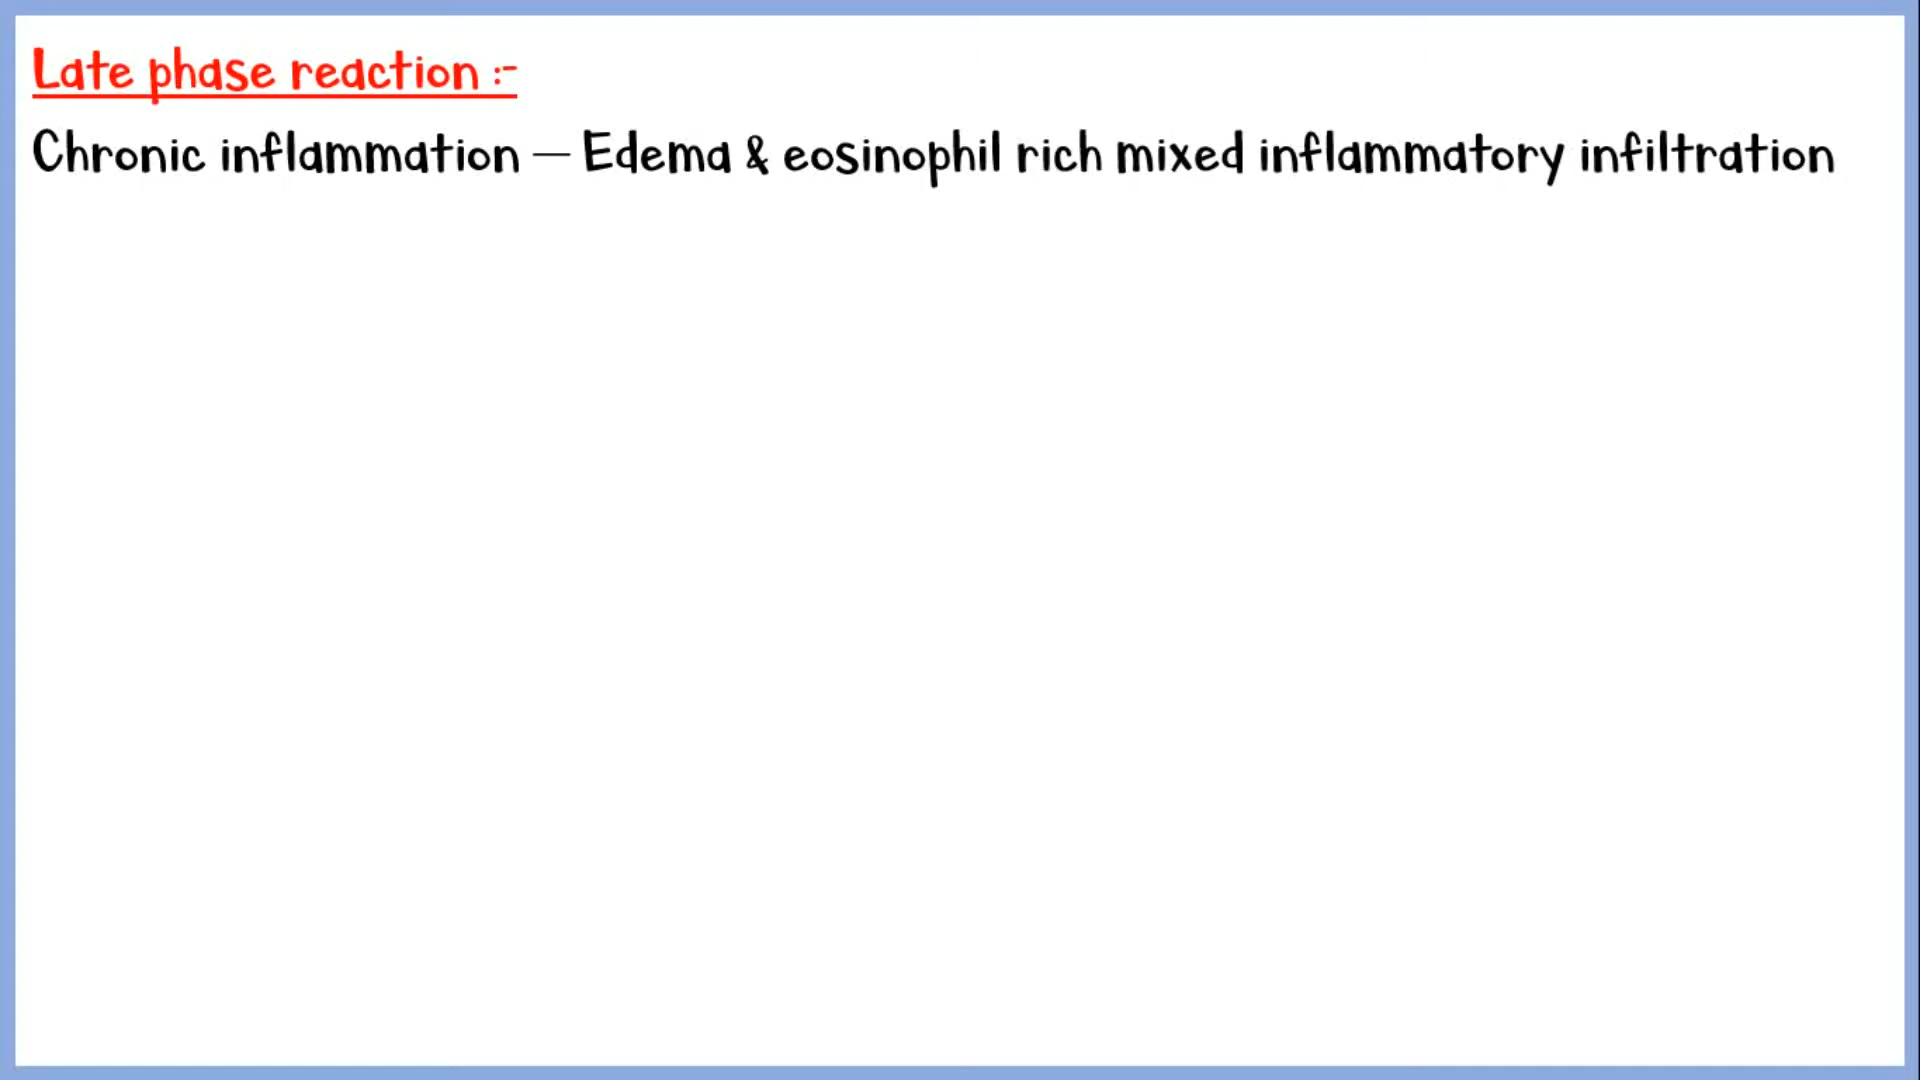 Late phase reaction :-
Chronic inflammation – Edema & eosinophil rich mixed inflammatory infiltration